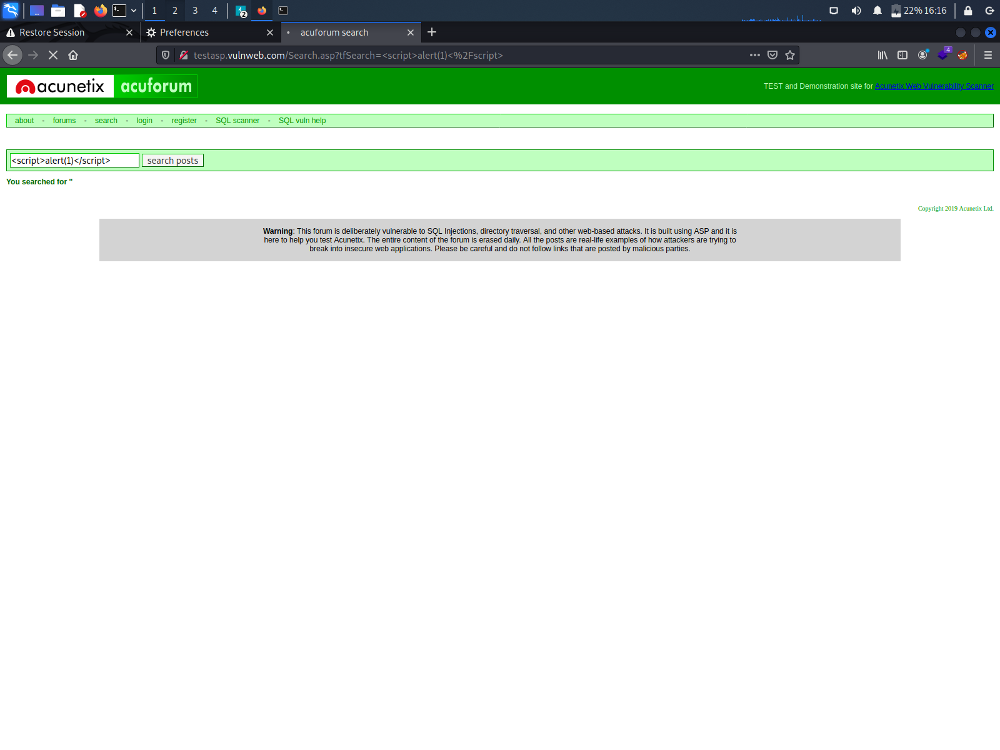 1 2 3 4 2 22% 16:16
Restore Session Preferences acuforum search
testasp.vulnweb.com/Search.asp?tfSearch=<script>alert(1)<%2Fscript> 4
acunetix acuforum TEST and Demonstration site for Acunetix Web Vulnerability Scanner
about - forums - search - login - register - SQL scanner - SQL vuln help
<script>alert(1)</script> search posts
You searched for ''
Copyright 2019 Acunetix Ltd.
Warning: This forum is deliberately vulnerable to SQL Injections, directory traversal, and other web-based attacks. It is built using ASP and it is
here to help you test Acunetix. The entire content of the forum is erased daily. All the posts are real-life examples of how attackers are trying to
break into insecure web applications. Please be careful and do not follow links that are posted by malicious parties.